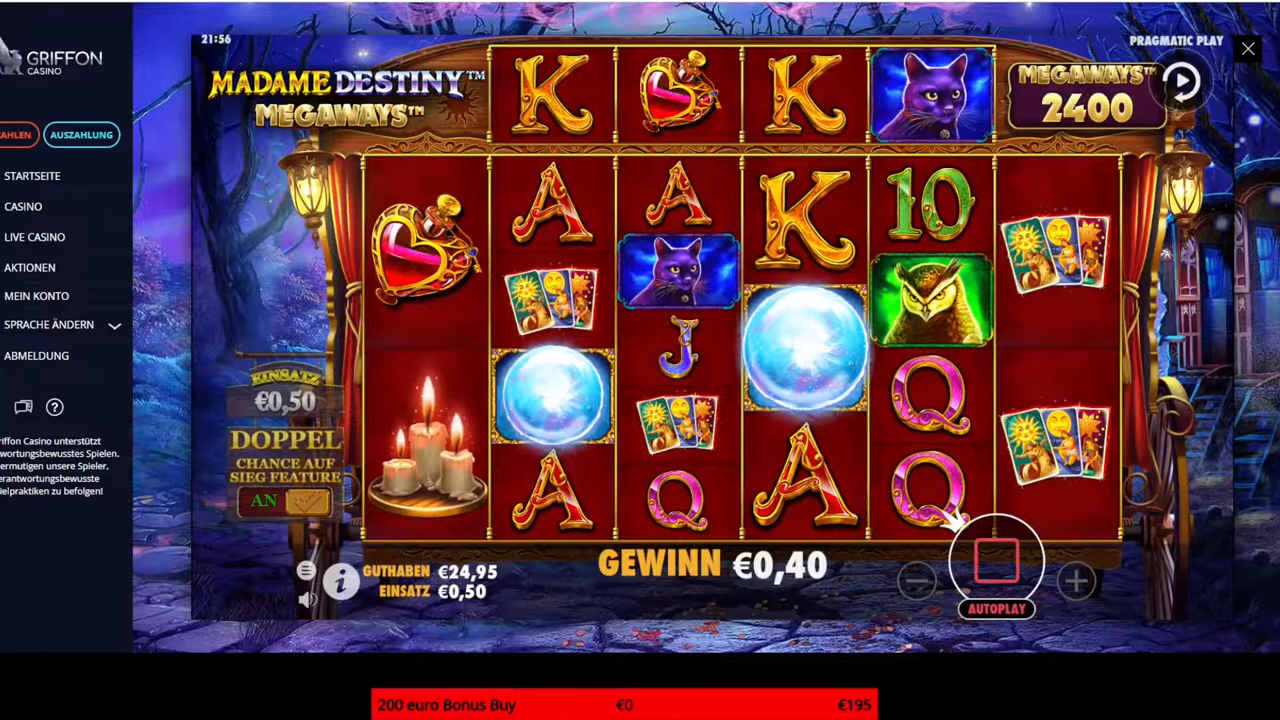 21:56
PRAGMATIC PLAY
GRIFFON
CASINO
MADAME DESTINY™
MEGAWAYS™
K
K
MEGAWAYS™
2400
AHLEN
AUSZAHLUNG
STARTSEITE
CASINO
LIVE CASINO
AKTIONEN
MEIN KONTO
SPRACHE ÄNDERN
ABMELDUNG
A
A
K
10
J
Q
A
Q
A
Q
riffon Casino unterstützt
wortungsbewusstes Spielen.
ermutigen unsere Spieler,
erantwortungsbewusste
ielpraktiken zu befolgen!
EINSATZ
€0,50
DOPPEL
CHANCE AUF
SIEG FEATURE
AN
GUTHABEN €24,95
EINSATZ €0,50
GEWINN €0,40
AUTOPLAY
200 euro Bonus Buy €0 €195